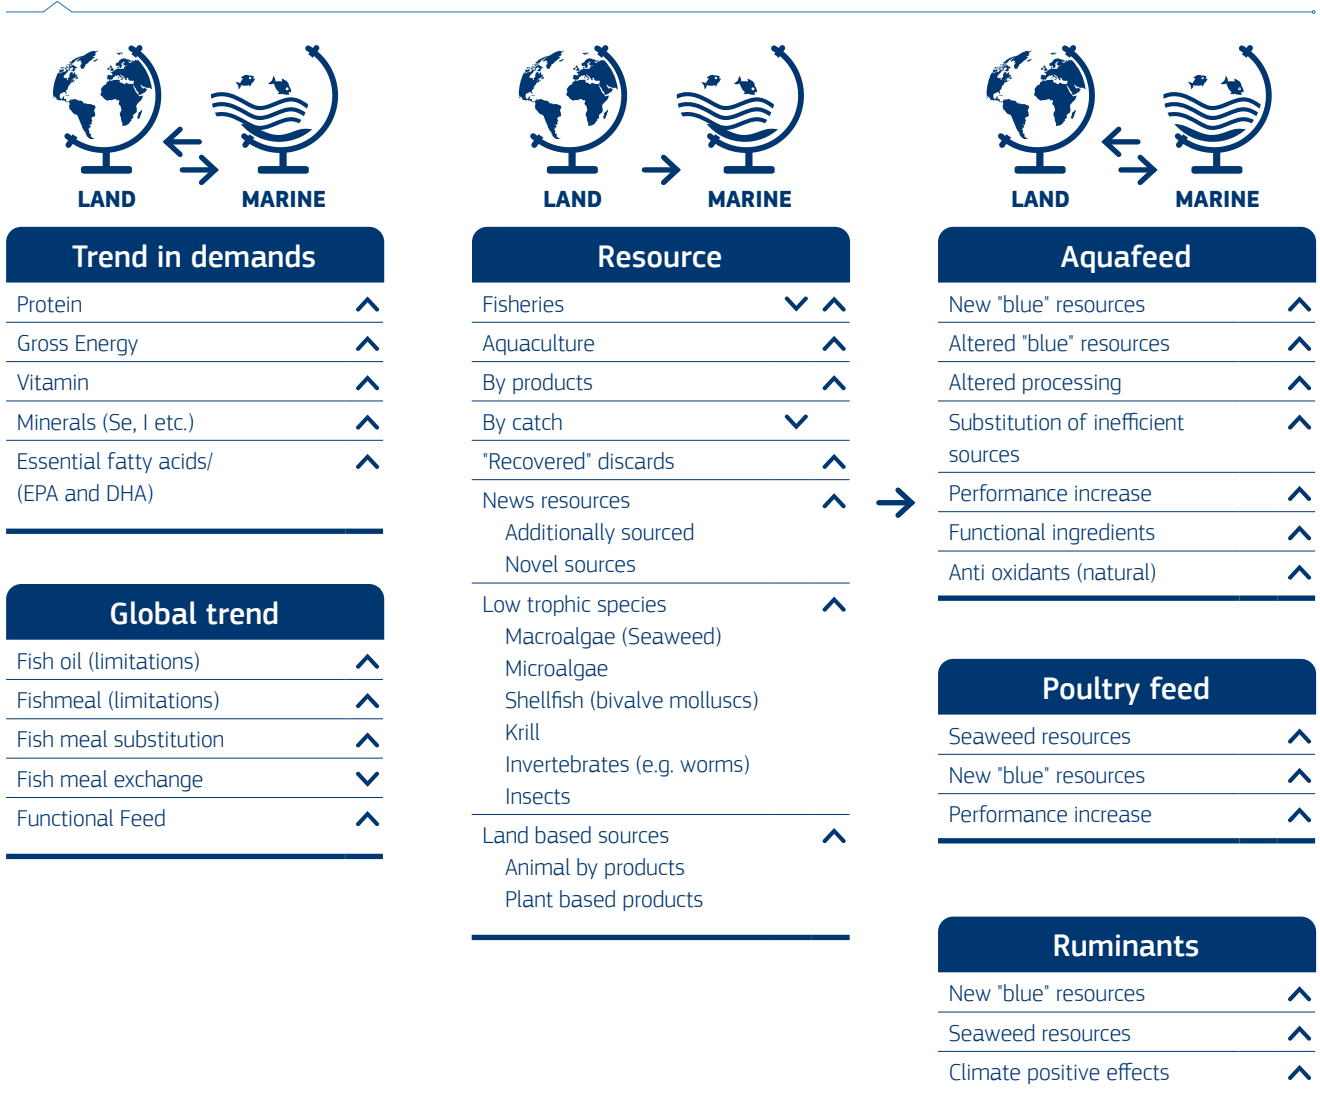 LAND
MARINE
Trend in demands
Protein
Gross Energy
Vitamin
Minerals (Se, I etc.)
Essential fatty acids/
(EPA and DHA)
Global trend
Fish oil (limitations)
Fishmeal (limitations)
Fish meal substitution
Fish meal exchange
Functional Feed
LAND
MARINE
Resource
Fisheries
Aquaculture
By products
By catch
"Recovered" discards
News resources
Additionally sourced
Novel sources
Low trophic species
Macroalgae (Seaweed)
Microalgae
Shellfish (bivalve molluscs)
Krill
Invertebrates (e.g. worms)
Insects
Land based sources
Animal by products
Plant based products
LAND
MARINE
Aquafeed
New "blue" resources
Altered "blue" resources
Altered processing
Substitution of inefficient
sources
Performance increase
Functional ingredients
Anti oxidants (natural)
Poultry feed
Seaweed resources
New "blue" resources
Performance increase
Ruminants
New "blue" resources
Seaweed resources
Climate positive effects